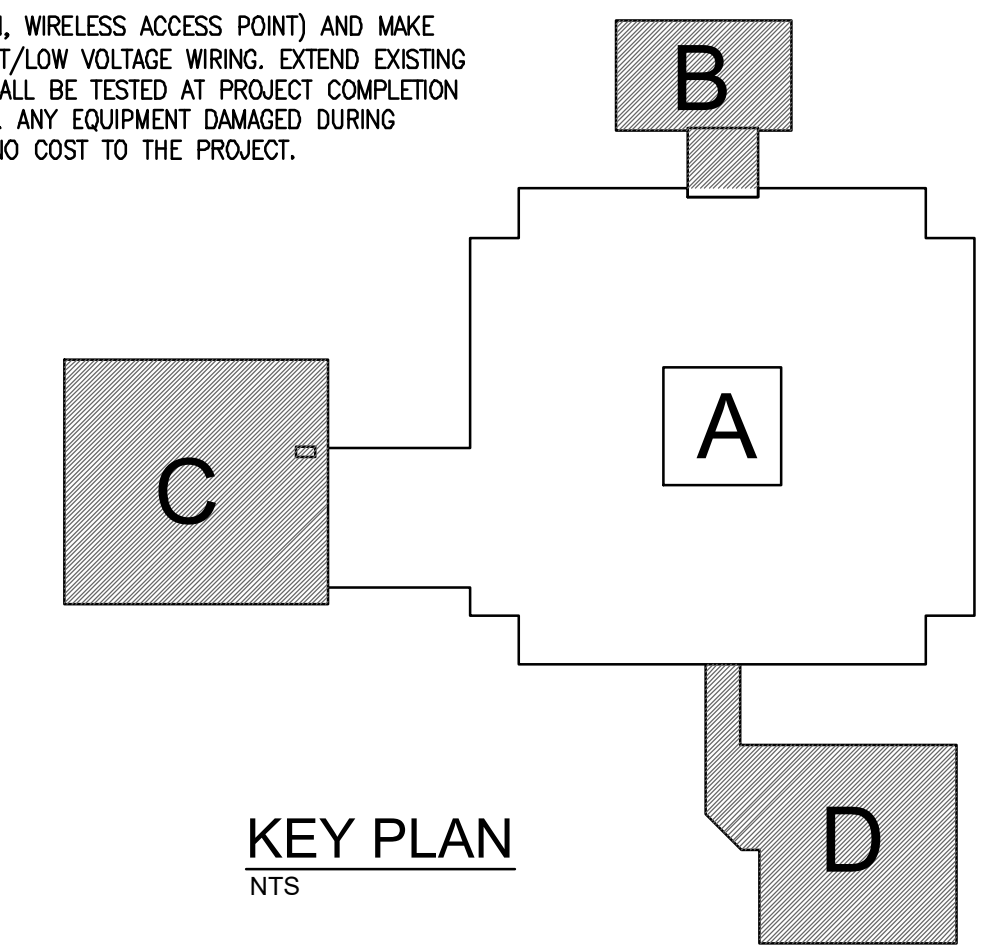 , WIRELESS ACCESS POINT) AND MAKE
T/LOW VOLTAGE WIRING. EXTEND EXISTING
ALL BE TESTED AT PROJECT COMPLETION
ANY EQUIPMENT DAMAGED DURING
NO COST TO THE PROJECT.
B
A
C
D
KEY PLAN
NTS